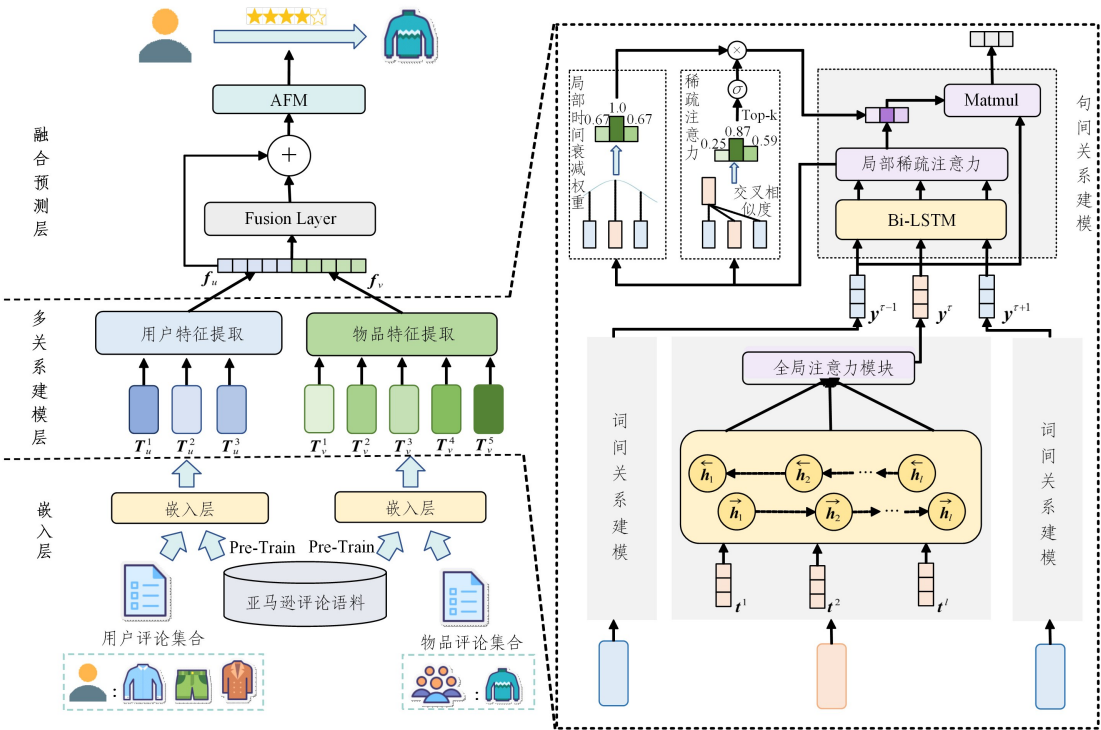 AFM
+
Fusion Layer
f_u
f_v
融合预测层
用户特征提取
物品特征提取
T_u^1
T_u^2
T_u^3
T_v^1
T_v^2
T_v^3
T_v^4
T_v^5
多关系建模层
嵌入层
嵌入层
Pre-Train
Pre-Train
亚马逊评论语料
用户评论集合
物品评论集合
:
:
嵌入层
局部时间衰减权重
0.67
1.0
0.67
稀疏注意力
×
σ
Top-k
0.25
0.87
0.59
交叉相似度
Matmul
局部稀疏注意力
Bi-LSTM
句间关系建模
y^{τ-1}
y^τ
y^{τ+1}
全局注意力模块
词间关系建模
词间关系建模
←h_1
←h_2
···
←h_l
→h_1
→h_2
···
→h_l
t^1
t^2
t^l